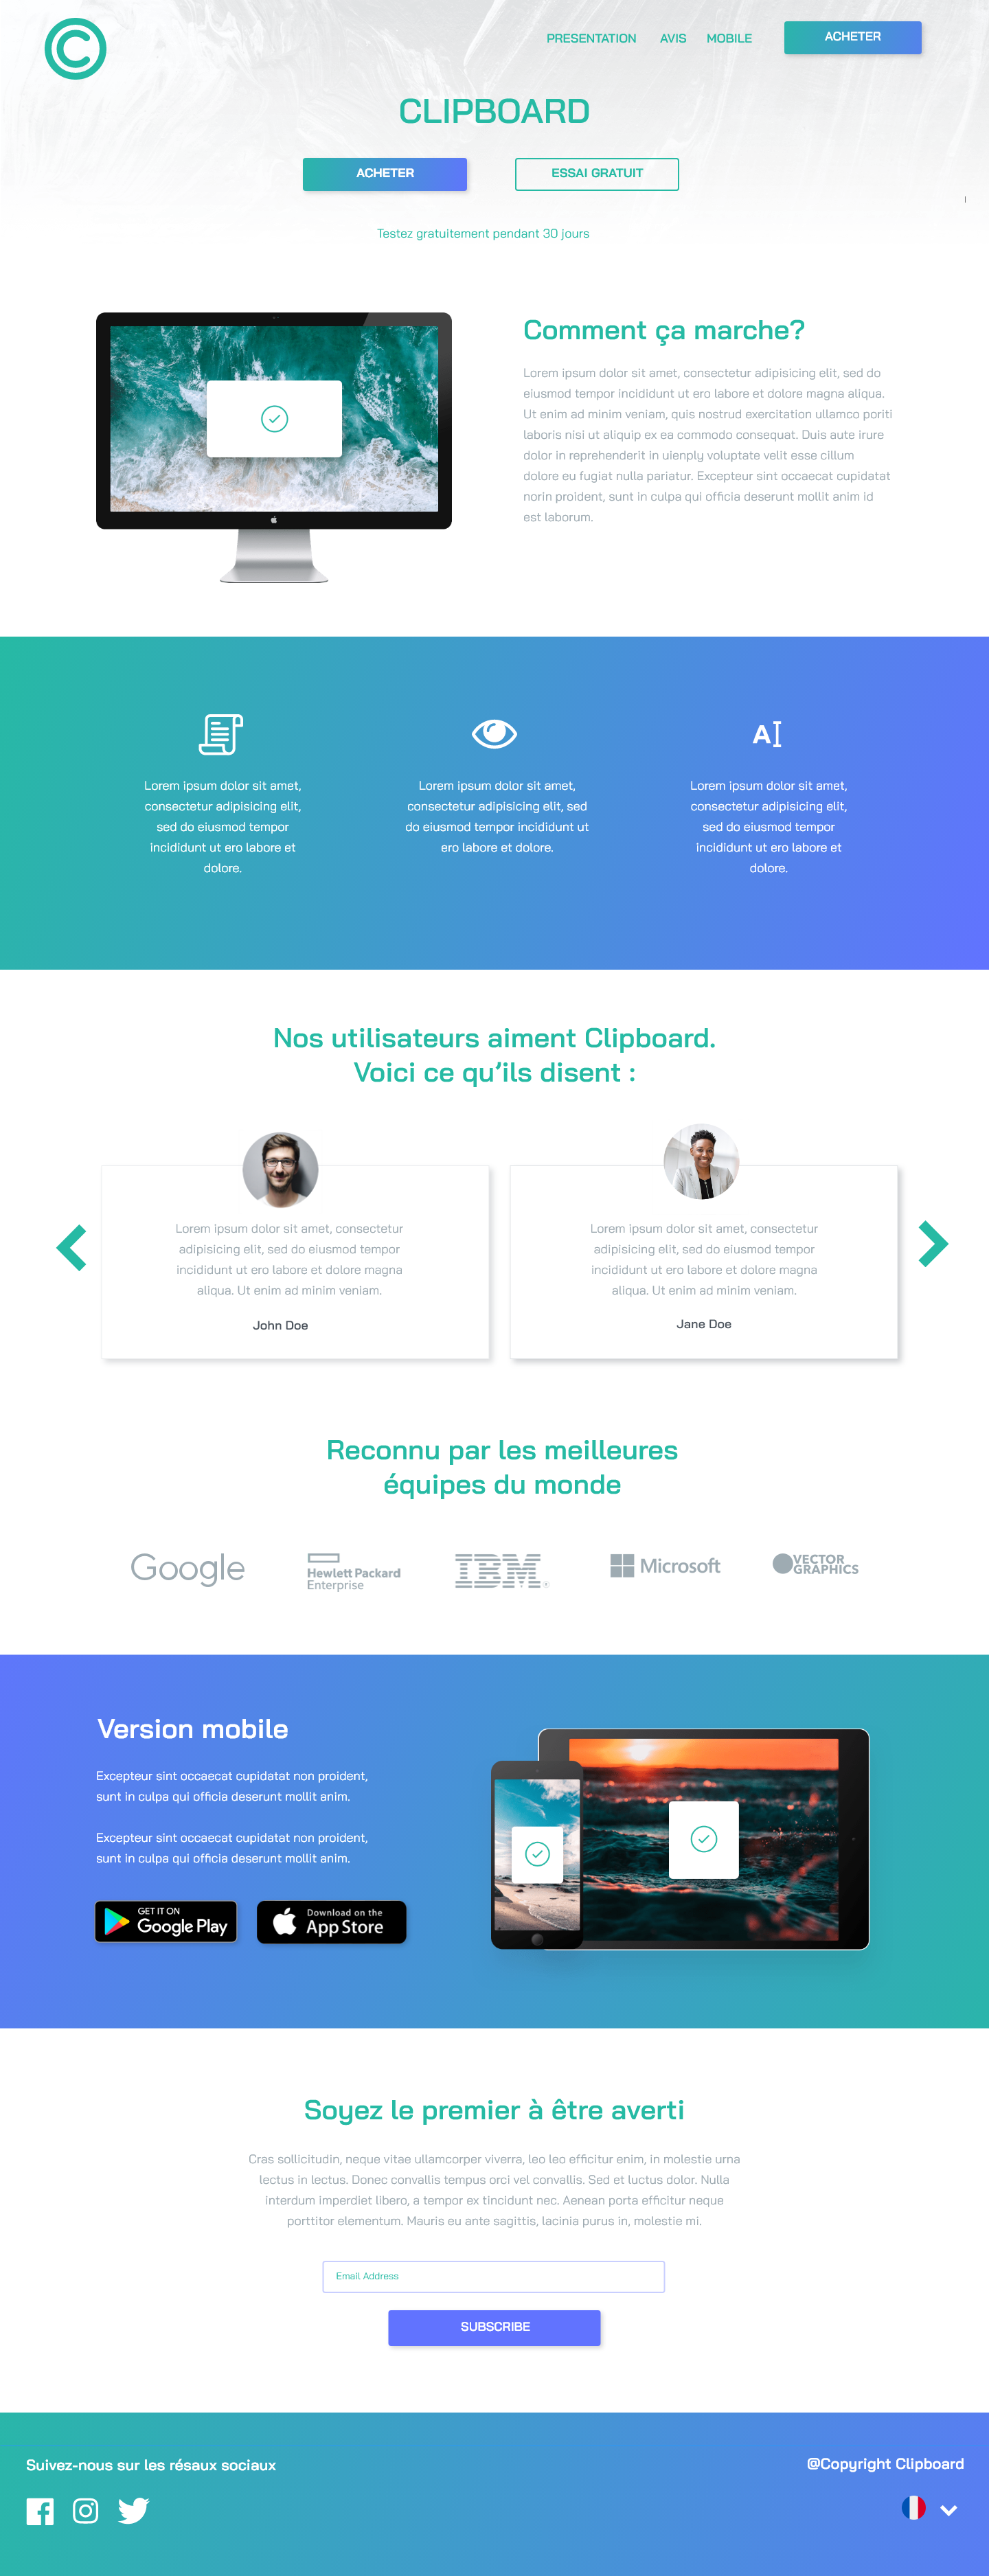 PRESENTATION AVIS MOBILE ACHETER
CLIPBOARD
ACHETER ESSAI GRATUIT
Testez gratuitement pendant 30 jours
Comment ça marche?
Lorem ipsum dolor sit amet, consectetur adipisicing elit, sed do
eiusmod tempor incididunt ut ero labore et dolore magna aliqua.
Ut enim ad minim veniam, quis nostrud exercitation ullamco poriti
laboris nisi ut aliquip ex ea commodo consequat. Duis aute irure
dolor in reprehenderit in uienply voluptate velit esse cillum
dolore eu fugiat nulla pariatur. Excepteur sint occaecat cupidatat
norin proident, sunt in culpa qui officia deserunt mollit anim id
est laborum.
A
Lorem ipsum dolor sit amet,
consectetur adipisicing elit,
sed do eiusmod tempor
incididunt ut ero labore et
dolore.
Lorem ipsum dolor sit amet,
consectetur adipisicing elit, sed
do eiusmod tempor incididunt ut
ero labore et dolore.
Lorem ipsum dolor sit amet,
consectetur adipisicing elit,
sed do eiusmod tempor
incididunt ut ero labore et
dolore.
Nos utilisateurs aiment Clipboard.
Voici ce qu’ils disent :
Lorem ipsum dolor sit amet, consectetur
adipisicing elit, sed do eiusmod tempor
incididunt ut ero labore et dolore magna
aliqua. Ut enim ad minim veniam.
John Doe
Lorem ipsum dolor sit amet, consectetur
adipisicing elit, sed do eiusmod tempor
incididunt ut ero labore et dolore magna
aliqua. Ut enim ad minim veniam.
Jane Doe
Reconnu par les meilleures
équipes du monde
Google
Hewlett Packard
Enterprise
IBM
Microsoft
VECTOR
GRAPHICS
Version mobile
Excepteur sint occaecat cupidatat non proident,
sunt in culpa qui officia deserunt mollit anim.
Excepteur sint occaecat cupidatat non proident,
sunt in culpa qui officia deserunt mollit anim.
GET IT ON
Google Play
Download on the
App Store
Soyez le premier à être averti
Cras sollicitudin, neque vitae ullamcorper viverra, leo leo efficitur enim, in molestie urna
lectus in lectus. Donec convallis tempus orci vel convallis. Sed et luctus dolor. Nulla
interdum imperdiet libero, a tempor ex tincidunt nec. Aenean porta efficitur neque
porttitor elementum. Mauris eu ante sagittis, lacinia purus in, molestie mi.
Email Address
SUBSCRIBE
Suivez-nous sur les résaux sociaux
@Copyright Clipboard